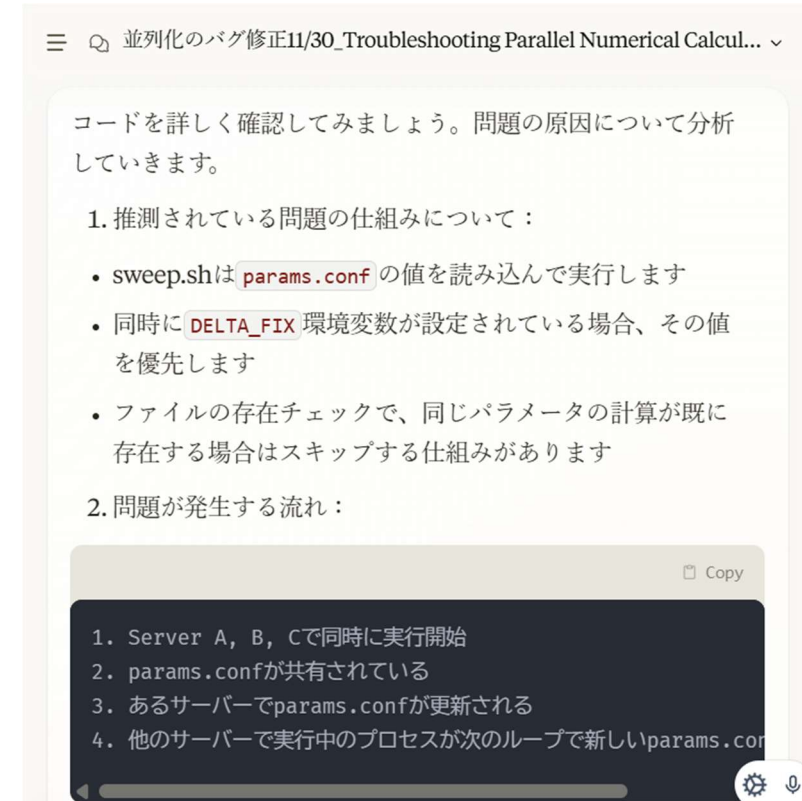 並列化のバグ修正11/30_Troubleshooting Parallel Numerical Calcul...
コードを詳しく確認してみましょう。問題の原因について分析
していきます。
1. 推測されている問題の仕組みについて：
• sweep.shはparams.confの値を読み込んで実行します
• 同時にDELTA_FIX環境変数が設定されている場合、その値
を優先します
• ファイルの存在チェックで、同じパラメータの計算が既に
存在する場合はスキップする仕組みがあります
2. 問題が発生する流れ：
Copy
1. Server A, B, Cで同時に実行開始
2. params.confが共有されている
3. あるサーバーでparams.confが更新される
4. 他のサーバーで実行中のプロセスが次のループで新しいparams.con